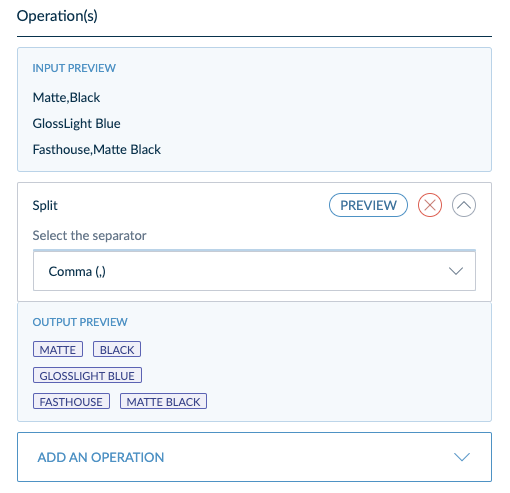 Operation(s)
INPUT PREVIEW
Matte,Black
GlossLight Blue
Fasthouse,Matte Black
Split
PREVIEW
Select the separator
Comma (,)
OUTPUT PREVIEW
MATTE BLACK
GLOSSLIGHT BLUE
FASTHOUSE MATTE BLACK
ADD AN OPERATION